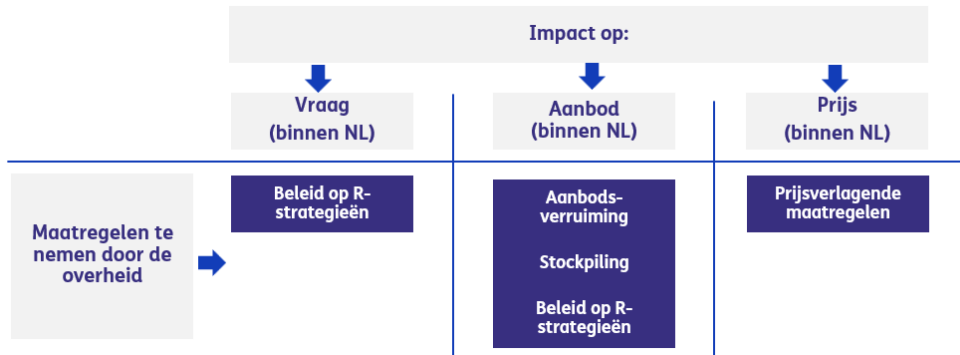 Impact op:
Vraag
(binnen NL)
Aanbod
(binnen NL)
Prijs
(binnen NL)
Maatregelen te
nemen door de
overheid
Beleid op R-
strategieën
Aanbods-
verruiming
Stockpiling
Beleid op R-
strategieën
Prijsverlagende
maatregelen